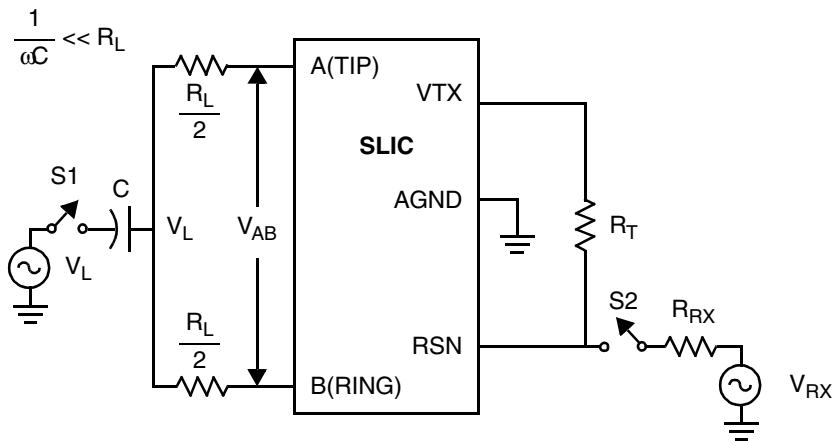 1
ωC
<< R_L
R_L
2
A(TIP)
VTX
SLIC
S1
C
AGND
V_L
V_AB
R_T
V_L
S2
R_RX
R_L
2
RSN
B(RING)
V_RX